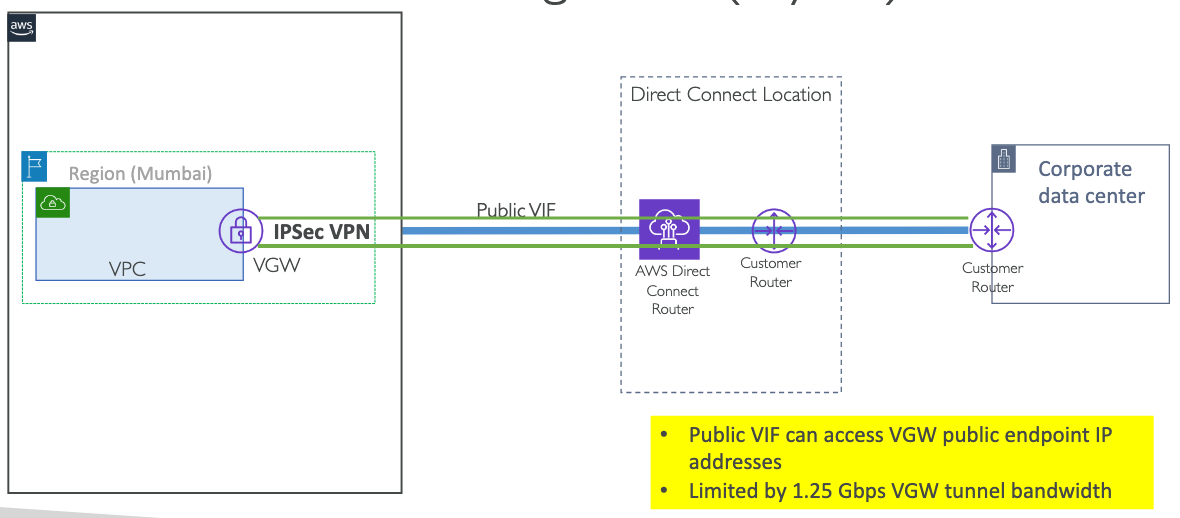 aws
Direct Connect Location
Region (Mumbai)
Corporate
data center
Public VIF
IPSec VPN
VPC
VGW
AWS Direct
Connect
Router
Customer
Router
Customer
Router
• Public VIF can access VGW public endpoint IP
addresses
• Limited by 1.25 Gbps VGW tunnel bandwidth